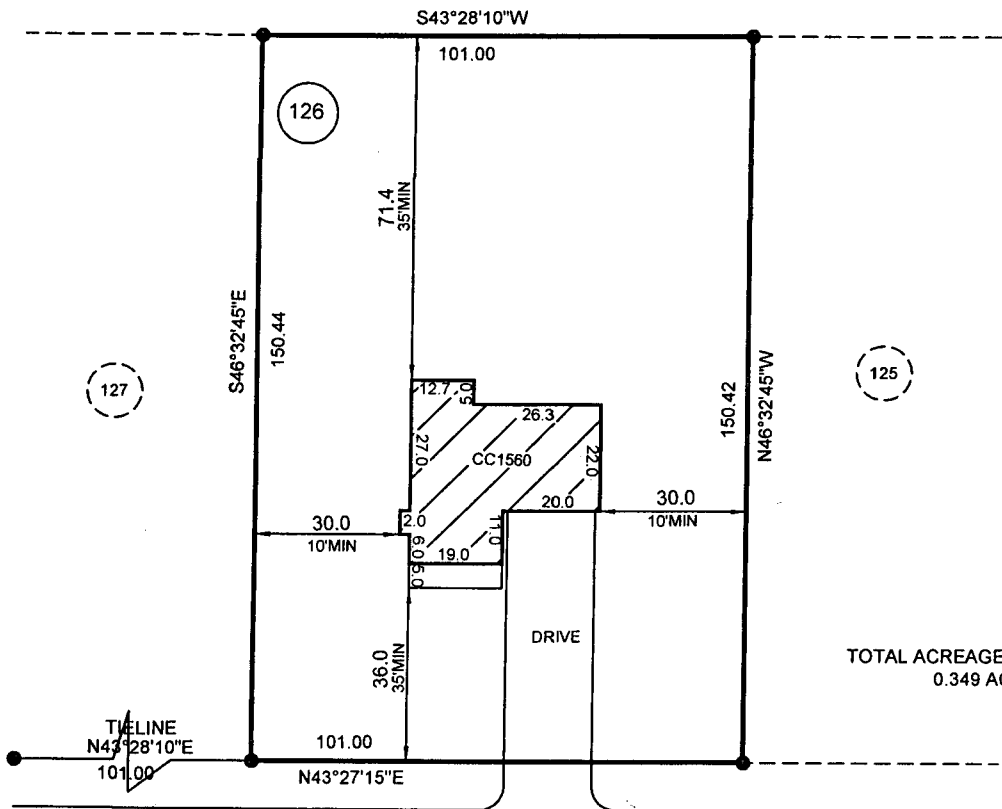 S43°28'10"W
101.00
126
71.4
35'MIN
S46°32'45"E
150.44
127
125
150.42
N46°32'45"W
12.7
5.0
26.3
27.0
CC1560
22.0
20.0
2.0
30.0
10'MIN
30.0
10'MIN
11.0
6.0
19.0
5.0
DRIVE
36.0
35'MIN
TOTAL ACREAGE
0.349
TIELINE
N43°28'10"E
101.00
101.00
N43°27'15"E